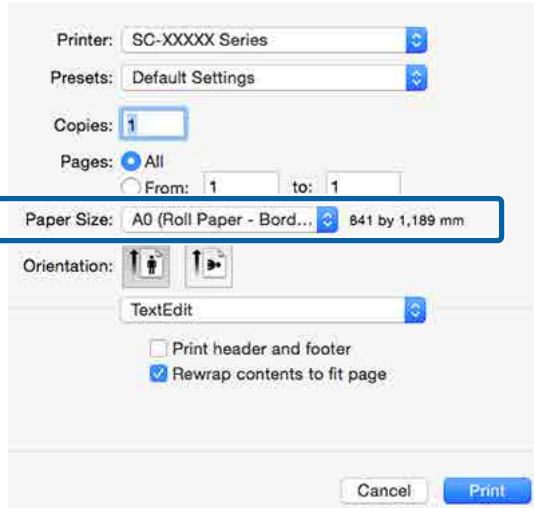 Printer: SC-XXXXX Series
Presets: Default Settings
Copies: 1
Pages: All
From: 1 to: 1
Paper Size: A0 (Roll Paper - Bord... 841 by 1,189 mm
Orientation:
TextEdit
Print header and footer
Rewrap contents to fit page
Cancel Print